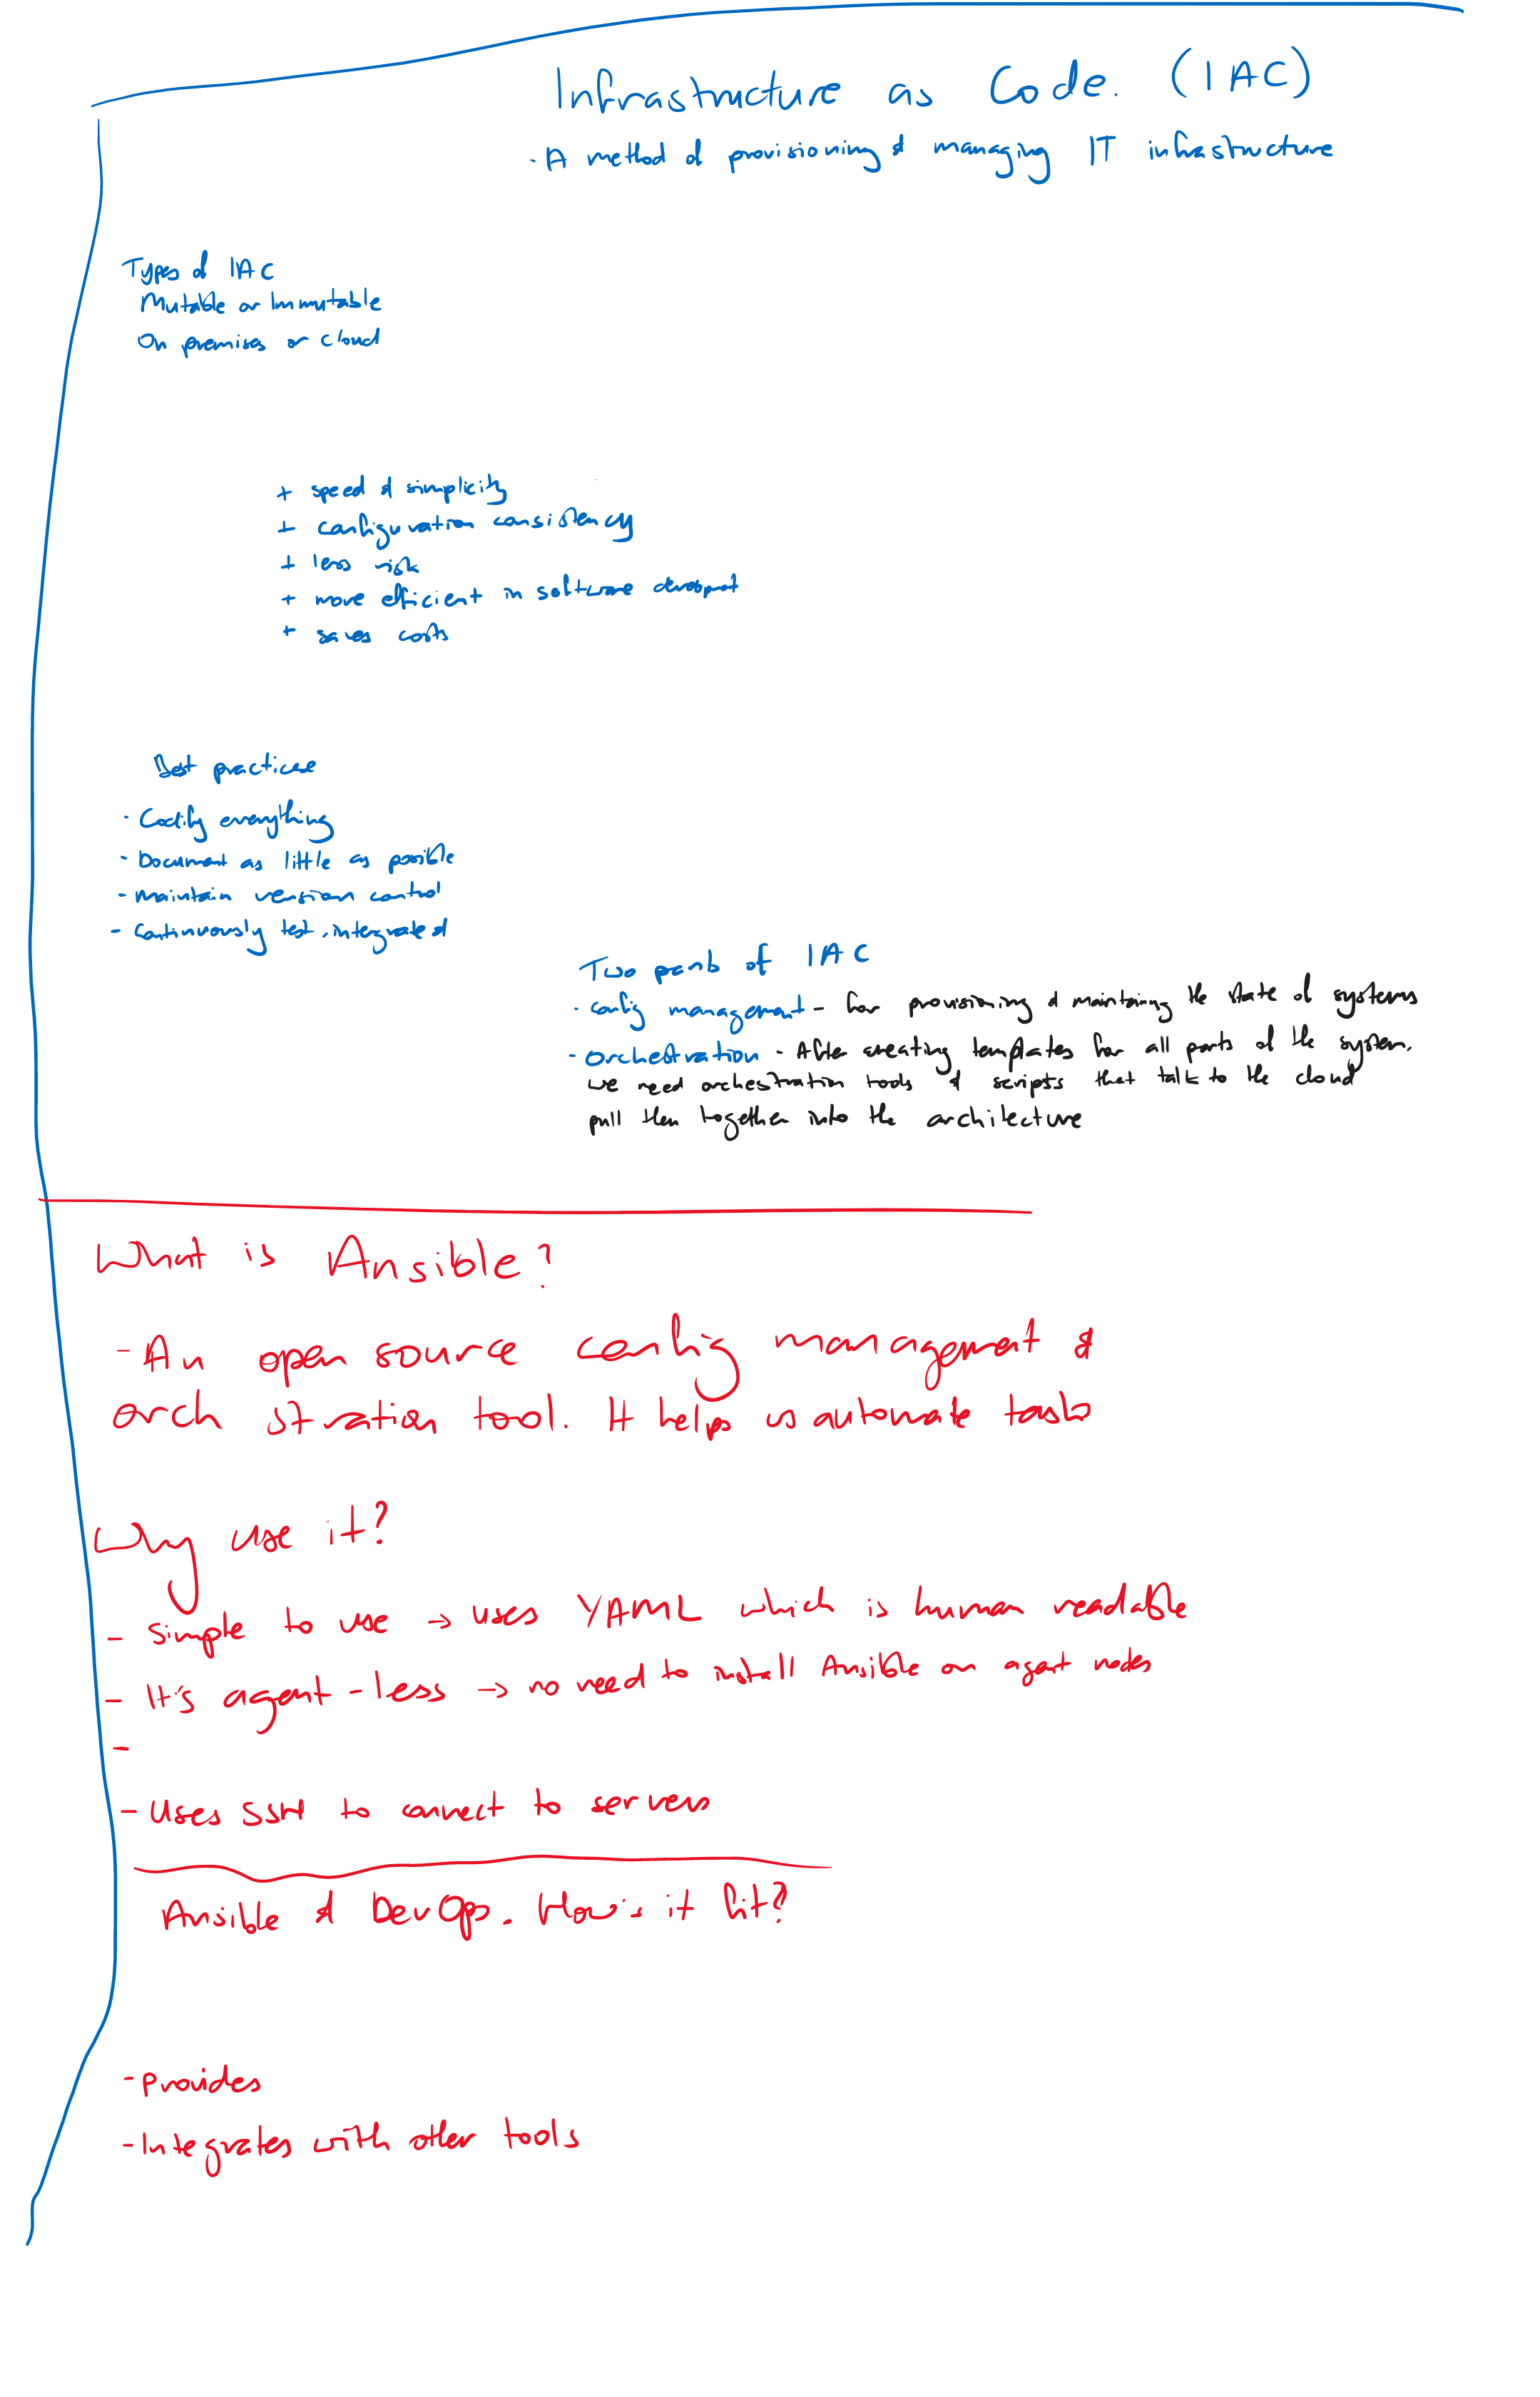 Infrastructure as Code. (IAC)
- A method of provisioning & managing IT infrastructure
Types of IAC
Mutable or Immutable
On premises or cloud
+ speed & simplicity
+ configuration consistency
+ less risk
+ more efficient in software
+ saves costs
Best practices
- Codify everything
- Document as little as possible
- Maintain version control
- Continuously test, intergrate &
Two parts of IAC
- config management - for provisioning & maintaing the state of systems
- orchestration - After creating templates for all parts of the system.
we need orchestration tools & scripts that talk to the cloud
pull then together into the architecture
What is Ansible?
- An open source config management &
orch stration tool. It helps us automate tasks
Why use it?
- Simple to use → uses YAML which is human readable
- It's agent-less → no need to install Ansible on agent nodes
-
- Uses SSH to connect to servers
Ansible & DevOps. How's it fit?
- Provides
- Integrates with other tools